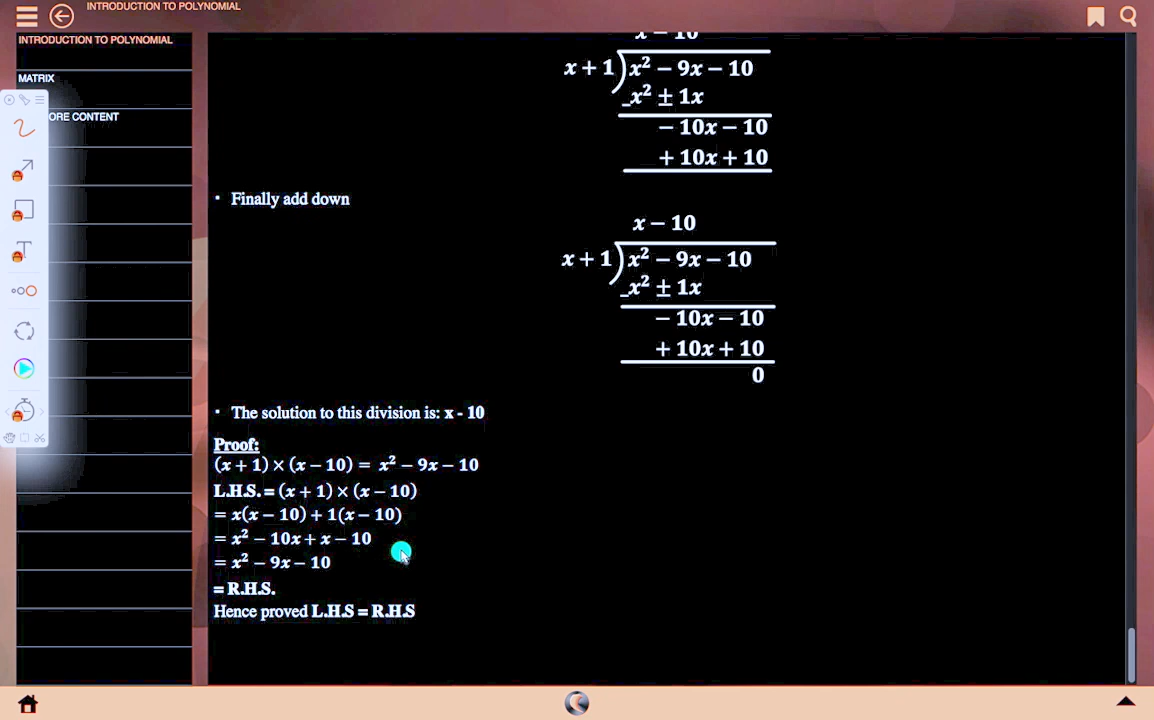 INTRODUCTION TO POLYNOMIAL
INTRODUCTION TO POLYNOMIAL
MATRIX
ORE CONTENT
x − 10
x + 1)x² − 9x − 10
_x² ± 1x
− 10x − 10
+ 10x + 10
• Finally add down
x − 10
x + 1)x² − 9x − 10
_x² ± 1x
− 10x − 10
+ 10x + 10
0
• The solution to this division is: x - 10
Proof:
(x + 1) × (x − 10) = x² − 9x − 10
L.H.S. = (x + 1) × (x − 10)
= x(x − 10) + 1(x − 10)
= x² − 10x + x − 10
= x² − 9x − 10
= R.H.S.
Hence proved L.H.S = R.H.S